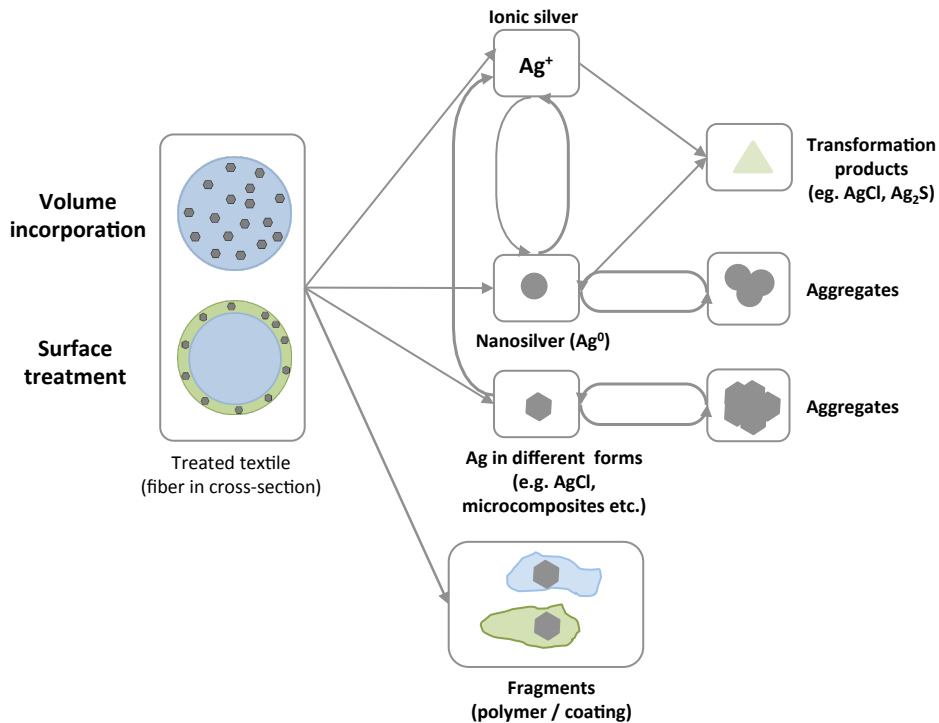 Ionic silver
Ag⁺
Volume
incorporation
Surface
treatment
Treated textile
(fiber in cross-section)
Transformation
products
(eg. AgCl, Ag₂S)
Nanosilver (Ag⁰)
Aggregates
Aggregates
Ag in different forms
(e.g. AgCl,
microcomposites etc.)
Fragments
(polymer / coating)